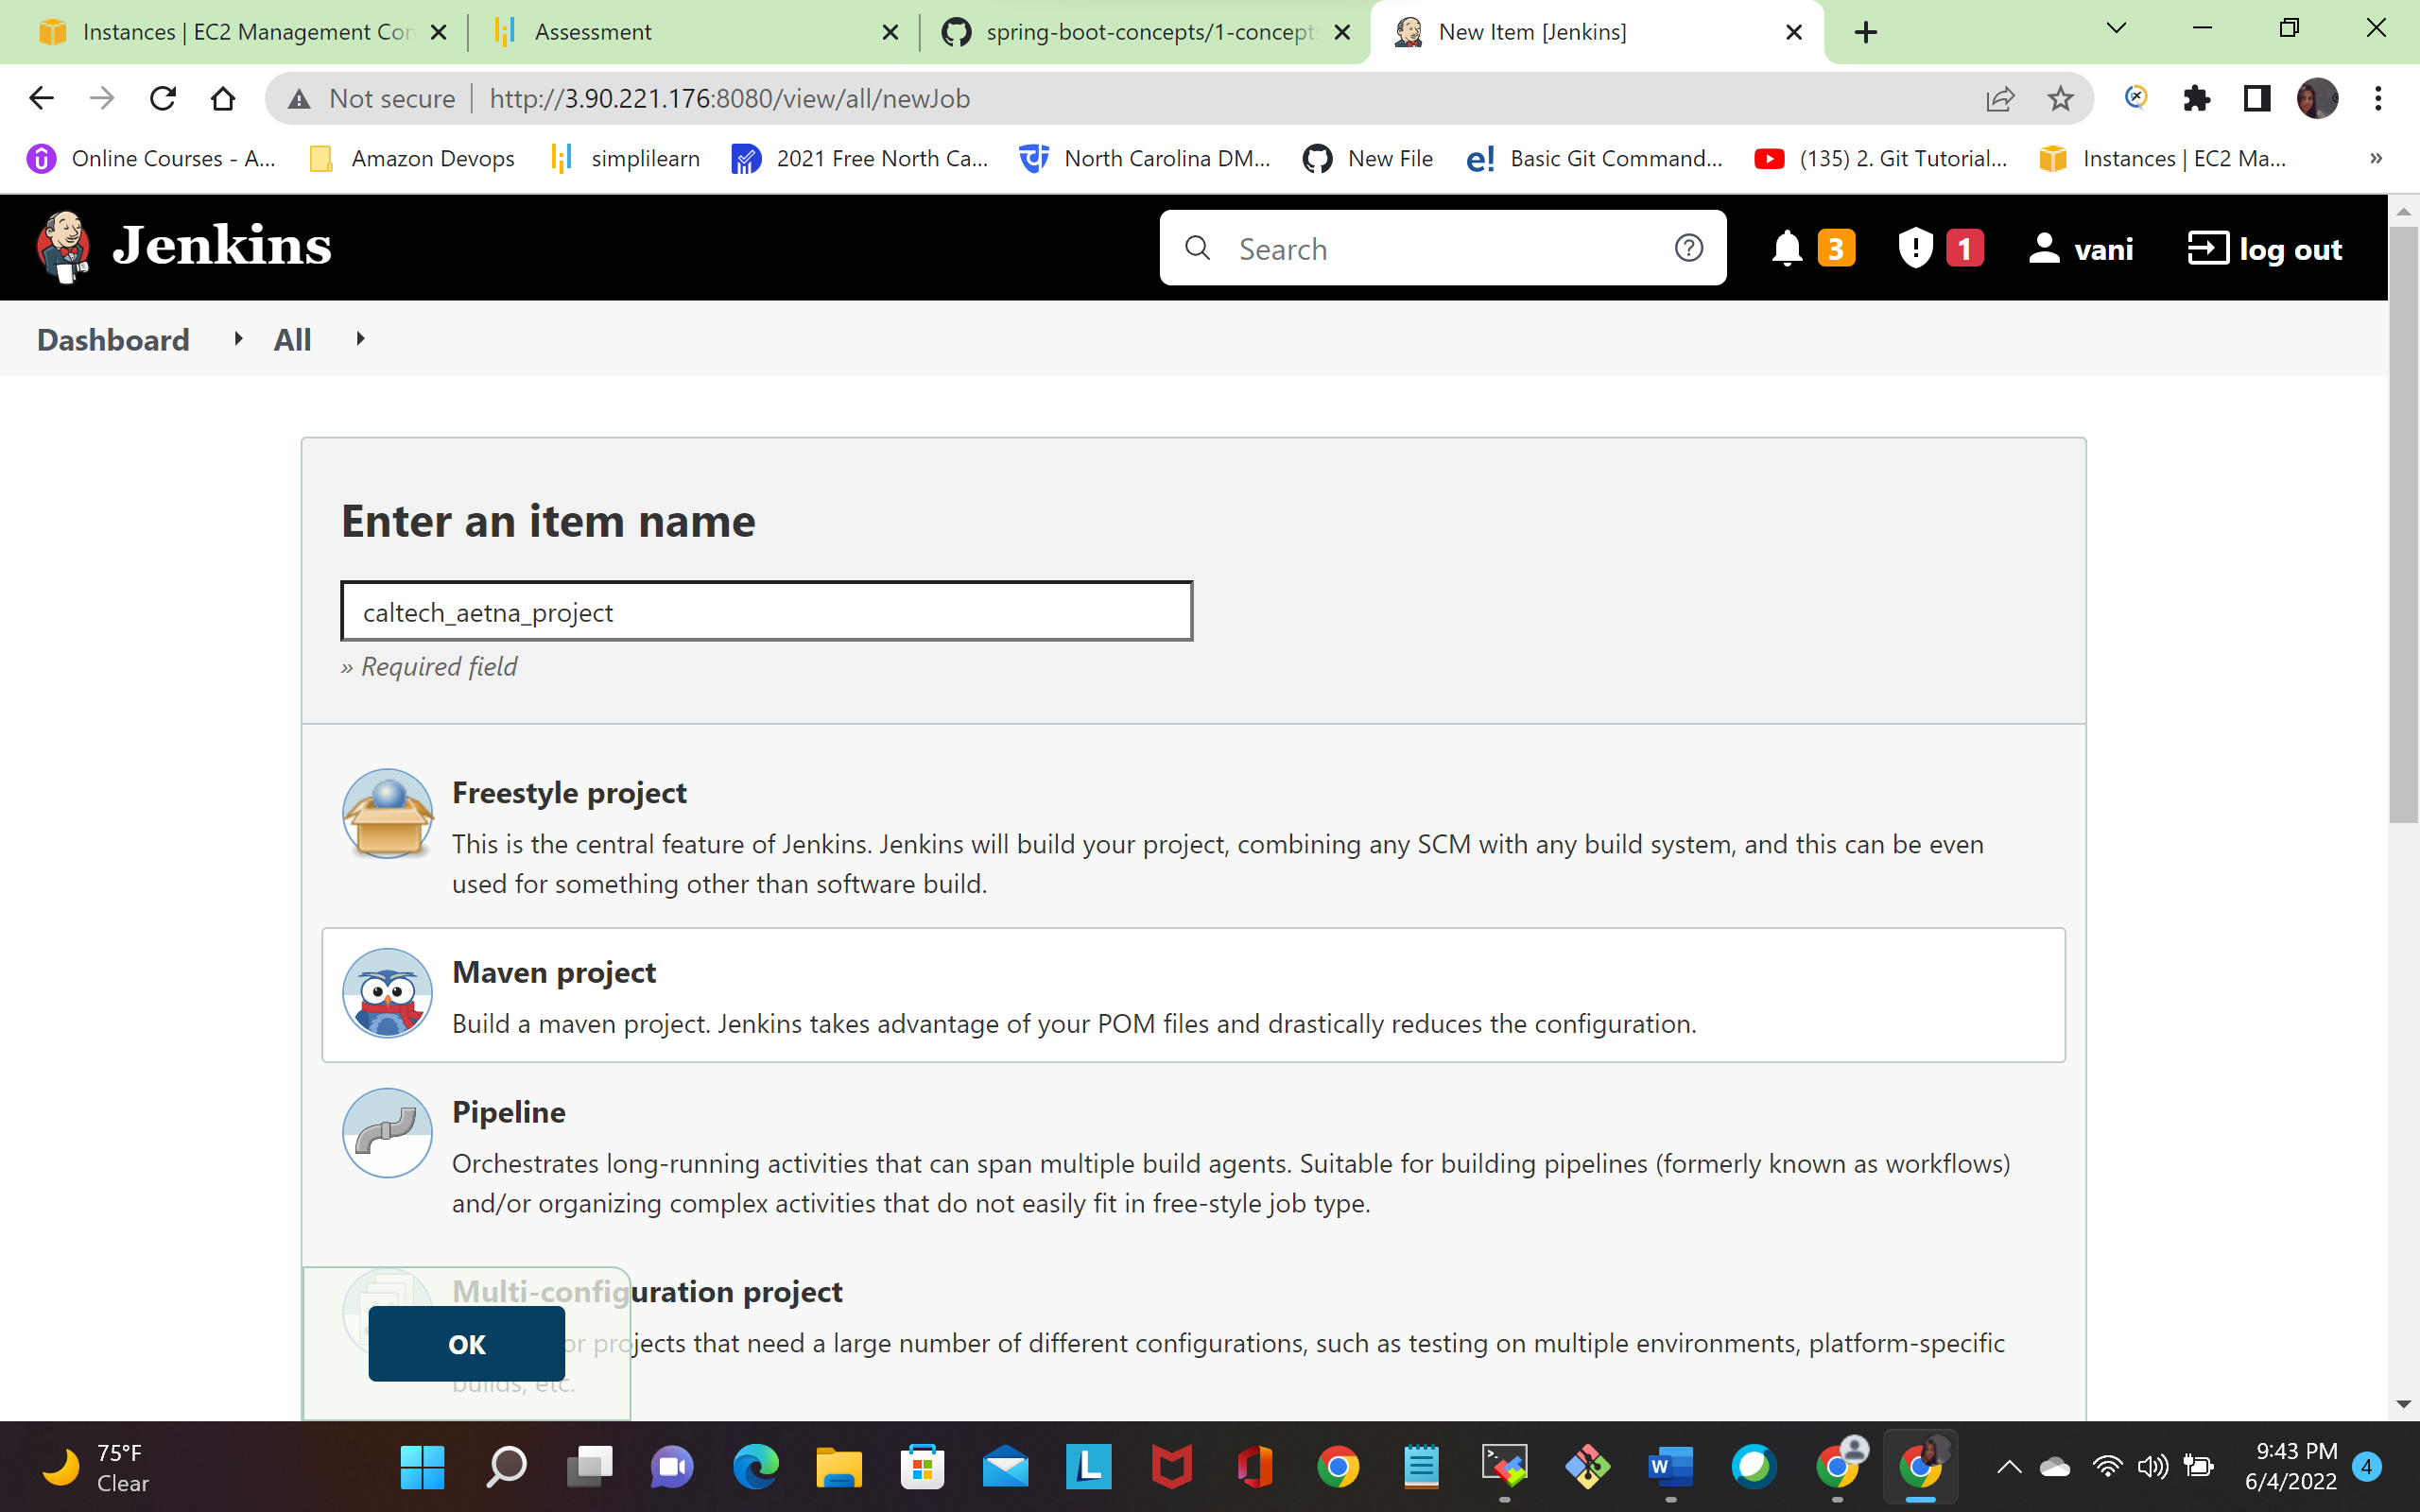 Instances | EC2 Management Con
Assessment
spring-boot-concepts/1-concept
New Item [Jenkins]
Not secure
http://3.90.221.176:8080/view/all/newJob
Online Courses - A...
Amazon Devops
simplilearn
2021 Free North Ca...
North Carolina DM...
New File
e!
Basic Git Command...
(135) 2. Git Tutorial...
Instances | EC2 Ma...
»
Jenkins
Search
3
1
vani
log out
Dashboard
All
Enter an item name
caltech_aetna_project
» Required field
Freestyle project
This is the central feature of Jenkins. Jenkins will build your project, combining any SCM with any build system, and this can be even
used for something other than software build.
Maven project
Build a maven project. Jenkins takes advantage of your POM files and drastically reduces the configuration.
Pipeline
Orchestrates long-running activities that can span multiple build agents. Suitable for building pipelines (formerly known as workflows)
and/or organizing complex activities that do not easily fit in free-style job type.
Multi-configuration project
or projects that need a large number of different configurations, such as testing on multiple environments, platform-specific
builds, etc.
OK
75°F
Clear
L
W
9:43 PM
6/4/2022
4